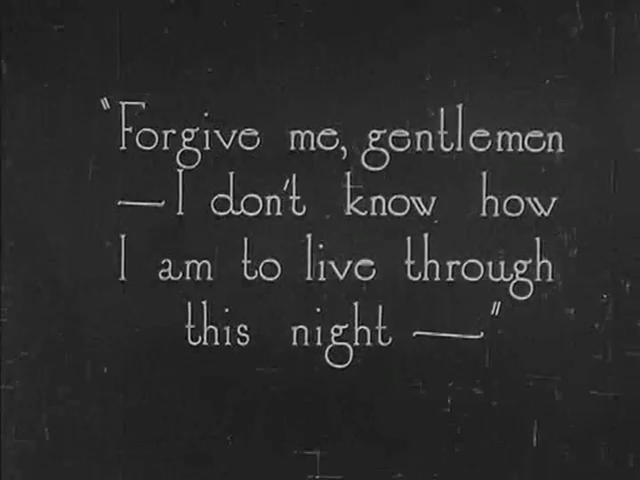 "Forgive me, gentlemen
—I don't know how
I am to live through
this night —"